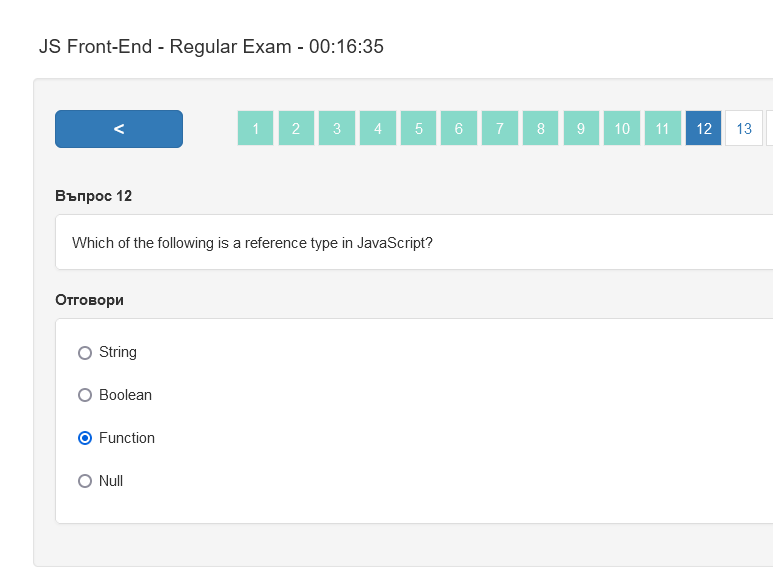 JS Front-End - Regular Exam - 00:16:35
< 1 2 3 4 5 6 7 8 9 10 11 12 13
Въпрос 12
Which of the following is a reference type in JavaScript?
Отговори
String
Boolean
Function
Null